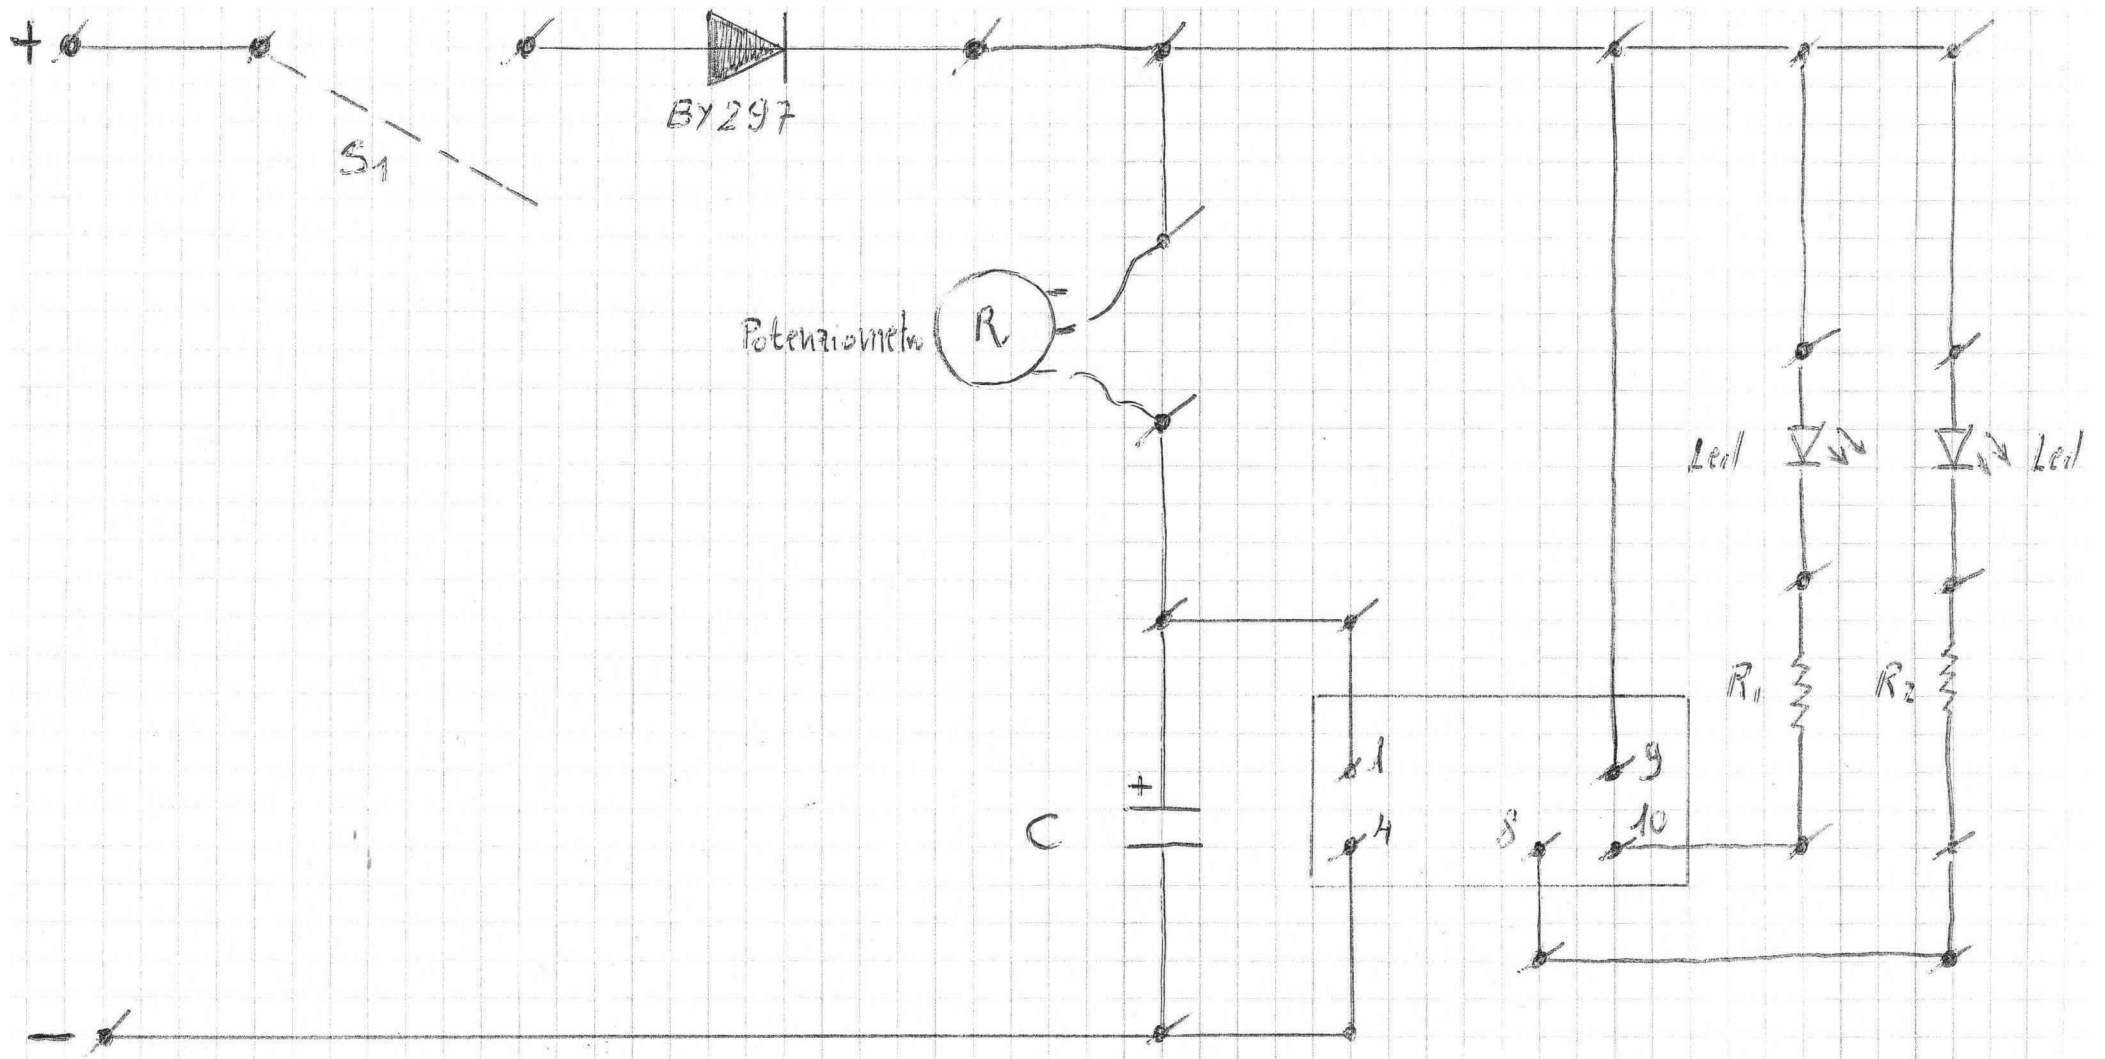 +
BY297
S1
Potenziometro
R
Led
Led
R1
R2
+
C
1
9
4
8
10
−